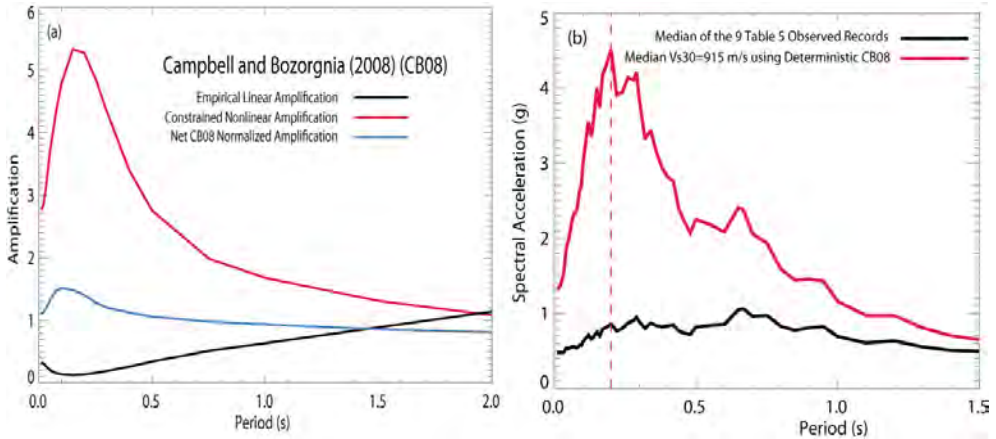 (a)
Campbell and Bozorgnia (2008) (CB08)
Empirical Linear Amplification
Constrained Nonlinear Amplification
Net CB08 Normalized Amplification
Amplification
6
5
4
3
2
1
0
0.0 0.5 1.0 1.5 2.0
Period (s)
(b)
Median of the 9 Table 5 Observed Records
Median Vs30=915 m/s using Deterministic CB08
Spectral Acceleration (g)
5
4
3
2
1
0
0.0 0.5 1.0 1.5
Period (s)